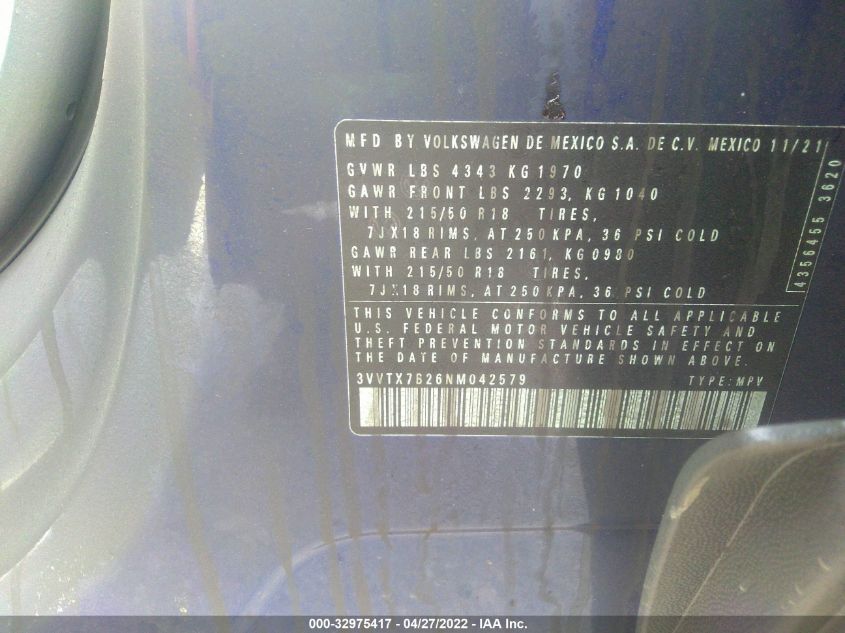 MFD BY VOLKSWAGEN DE MEXICO S.A. DE C.V. MEXICO 11/21
GVWR LBS 4343 KG 1970
GAWR FRONT LBS 2293, KG 1040
WITH 215/50 R18 TIRES,
7JX18 RIMS, AT 250 KPA, 36 PSI COLD
GAWR REAR LBS 2161, KG 0980
WITH 215/50 R18 TIRES,
7JX18 RIMS, AT 250 KPA, 36 PSI COLD
4356455 3620
THIS VEHICLE CONFORMS TO ALL APPLICABLE
U.S. FEDERAL MOTOR VEHICLE SAFETY AND
THEFT PREVENTION STANDARDS IN EFFECT ON
THE DATE OF MANUFACTURE SHOWN ABOVE.
3VVTX7B26NM042579 TYPE: MPV
000-32975417 - 04/27/2022 - IAA Inc.